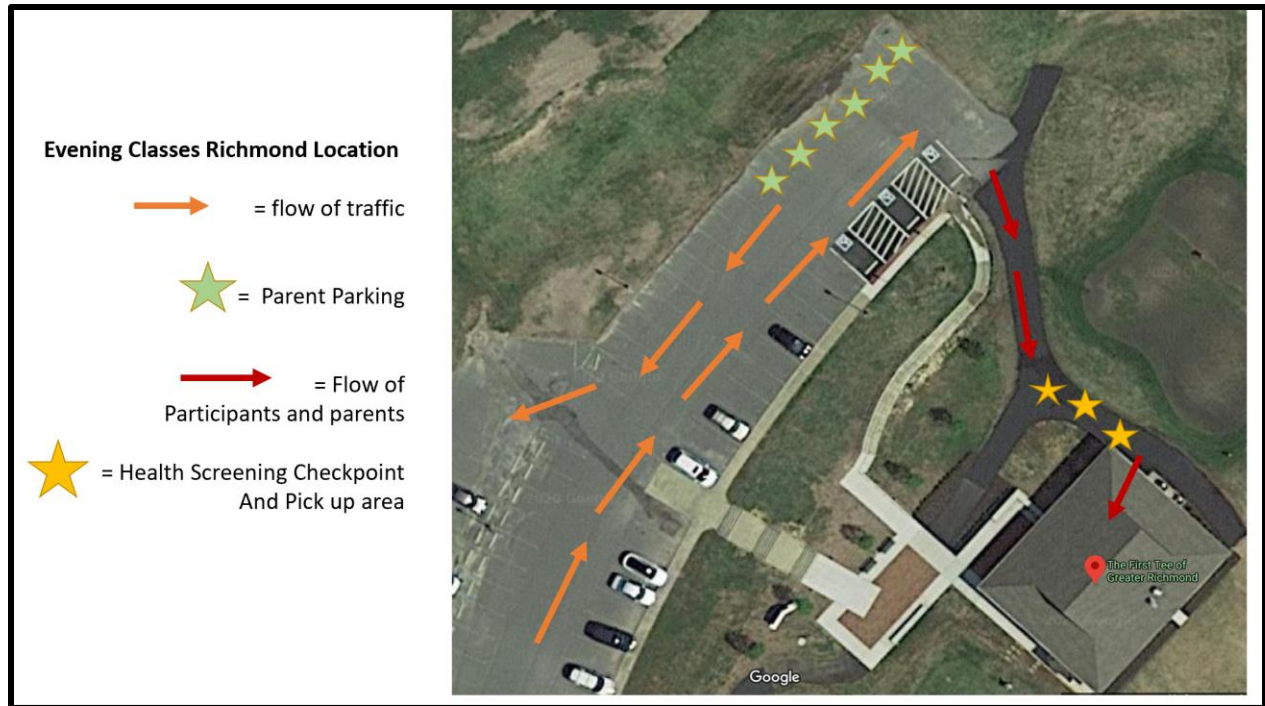 Evening Classes Richmond Location
= flow of traffic
= Parent Parking
= Flow of
Participants and parents
= Health Screening Checkpoint
And Pick up area
The First Tee of
Greater Richmond
Google